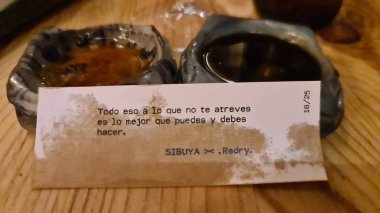 Todo eso a lo que no te atreves
es lo mejor que puedes y debes
hacer.
SIBUYA ✂ .Redry.
18/25